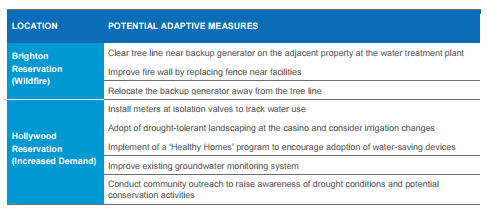 LOCATION POTENTIAL ADAPTIVE MEASURES
Brighton
Reservation
(Wildfire)
Clear tree line near backup generator on the adjacent property at the water treatment plant
Improve fire wall by replacing fence near facilities
Relocate the backup generator away from the tree line
Hollywood
Reservation
(Increased Demand)
Install meters at isolation valves to track water use
Adopt of drought-tolerant landscaping at the casino and consider irrigation changes
Implement of a ‘Healthy Homes’ program to encourage adoption of water-saving devices
Improve existing groundwater monitoring system
Conduct community outreach to raise awareness of drought conditions and potential
conservation activities